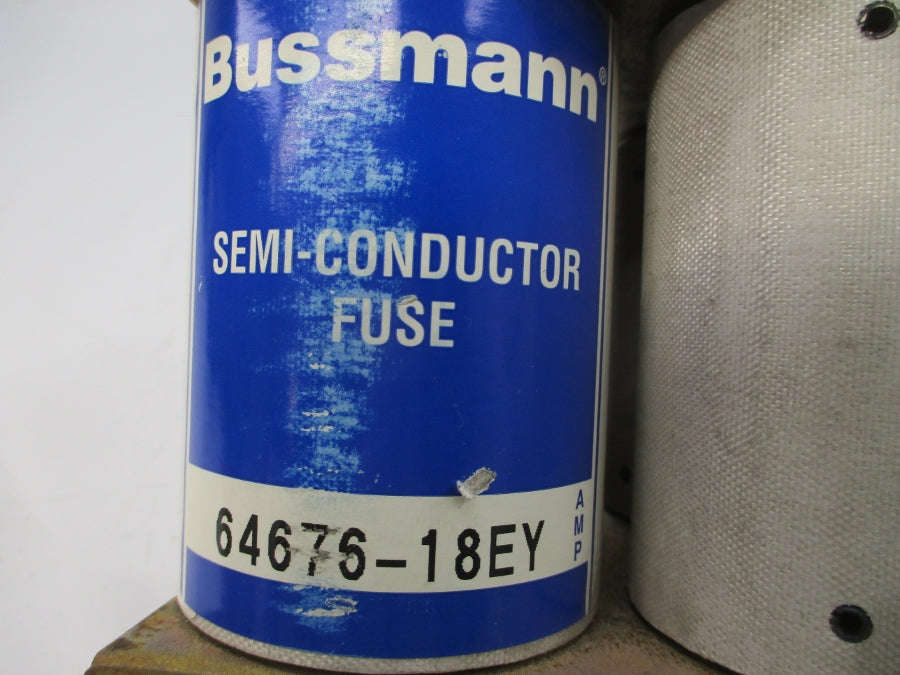 Bussmann®
SEMI-CONDUCTOR
FUSE
64676-18EY
AMP